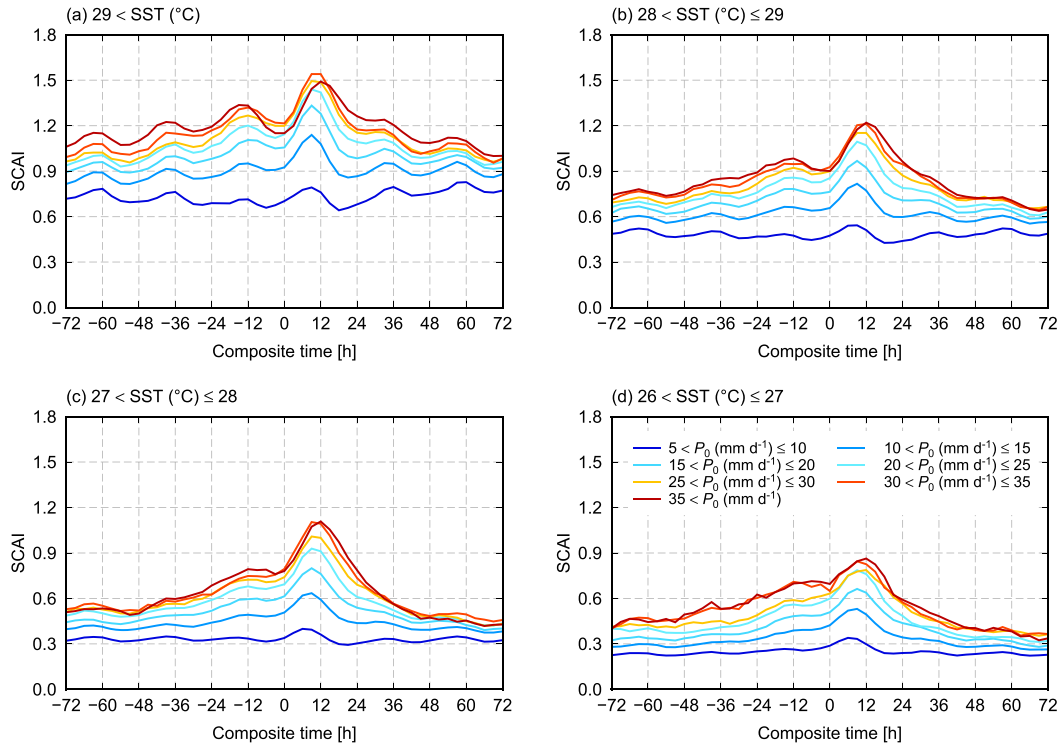 (a) 29 < SST (°C)
1.8
1.5
1.2
0.9
0.6
0.3
0.0
SCAI
−72 −60 −48 −36 −24 −12 0 12 24 36 48 60 72
Composite time [h]
(b) 28 < SST (°C) ≤ 29
1.8
1.5
1.2
0.9
0.6
0.3
0.0
SCAI
−72 −60 −48 −36 −24 −12 0 12 24 36 48 60 72
Composite time [h]
(c) 27 < SST (°C) ≤ 28
1.8
1.5
1.2
0.9
0.6
0.3
0.0
SCAI
−72 −60 −48 −36 −24 −12 0 12 24 36 48 60 72
Composite time [h]
(d) 26 < SST (°C) ≤ 27
1.8
1.5
1.2
0.9
0.6
0.3
0.0
SCAI
5 < P₀ (mm d⁻¹) ≤ 10 10 < P₀ (mm d⁻¹) ≤ 15
15 < P₀ (mm d⁻¹) ≤ 20 20 < P₀ (mm d⁻¹) ≤ 25
25 < P₀ (mm d⁻¹) ≤ 30 30 < P₀ (mm d⁻¹) ≤ 35
35 < P₀ (mm d⁻¹)
−72 −60 −48 −36 −24 −12 0 12 24 36 48 60 72
Composite time [h]